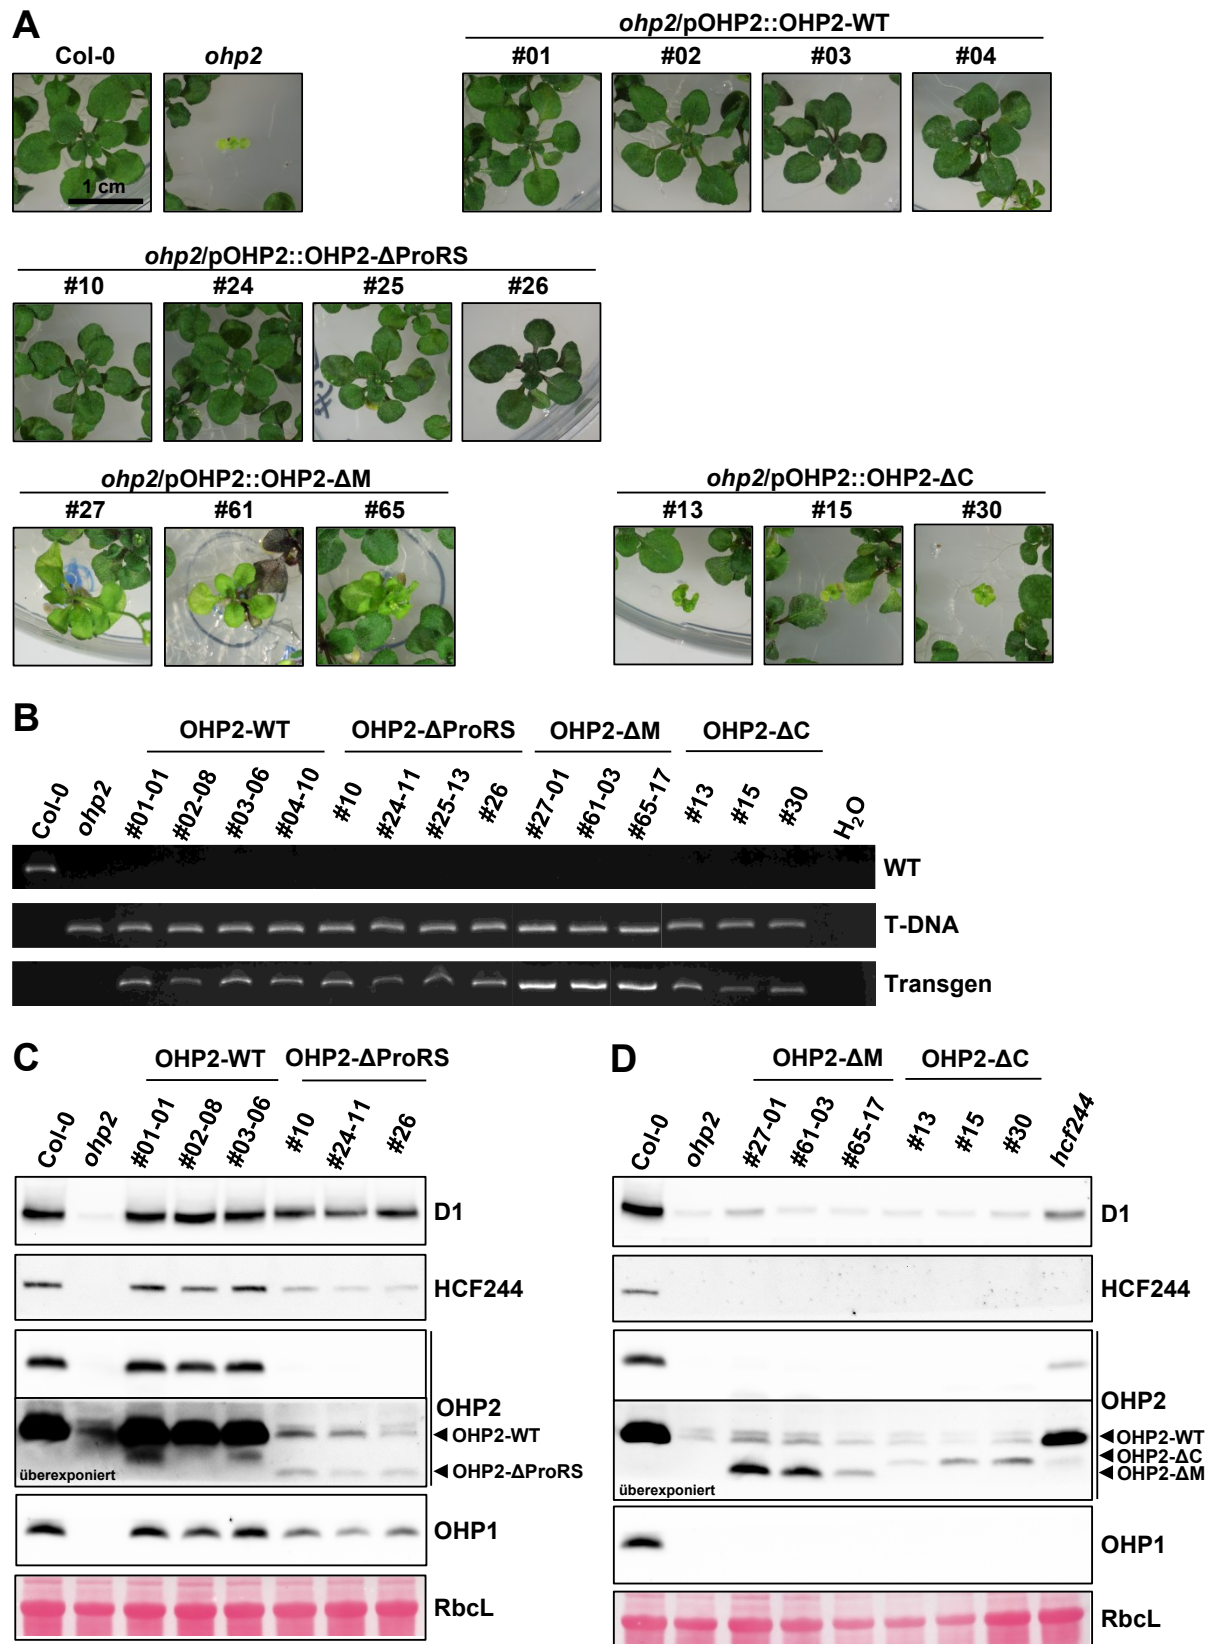 A
Col-0 ohp2 ohp2/pOHP2::OHP2-WT
#01 #02 #03 #04
1 cm
ohp2/pOHP2::OHP2-ΔProRS
#10 #24 #25 #26
ohp2/pOHP2::OHP2-ΔM ohp2/pOHP2::OHP2-ΔC
#27 #61 #65 #13 #15 #30
B
OHP2-WT OHP2-ΔProRS OHP2-ΔM OHP2-ΔC
Col-0 ohp2 #01-01 #02-08 #03-06 #04-10 #10 #24-11 #25-13 #26 #27-01 #61-03 #65-17 #13 #15 #30 H2O
WT
T-DNA
Transgen
C
OHP2-WT OHP2-ΔProRS
Col-0 ohp2 #01-01 #02-08 #03-06 #10 #24-11 #26
D1
HCF244
OHP2
◄ OHP2-WT
◄ OHP2-ΔProRS
überexponiert
OHP1
RbcL
D
OHP2-ΔM OHP2-ΔC
Col-0 ohp2 #27-01 #61-03 #65-17 #13 #15 #30 hcf244
D1
HCF244
OHP2
◄ OHP2-WT
◄ OHP2-ΔC
◄ OHP2-ΔM
überexponiert
OHP1
RbcL